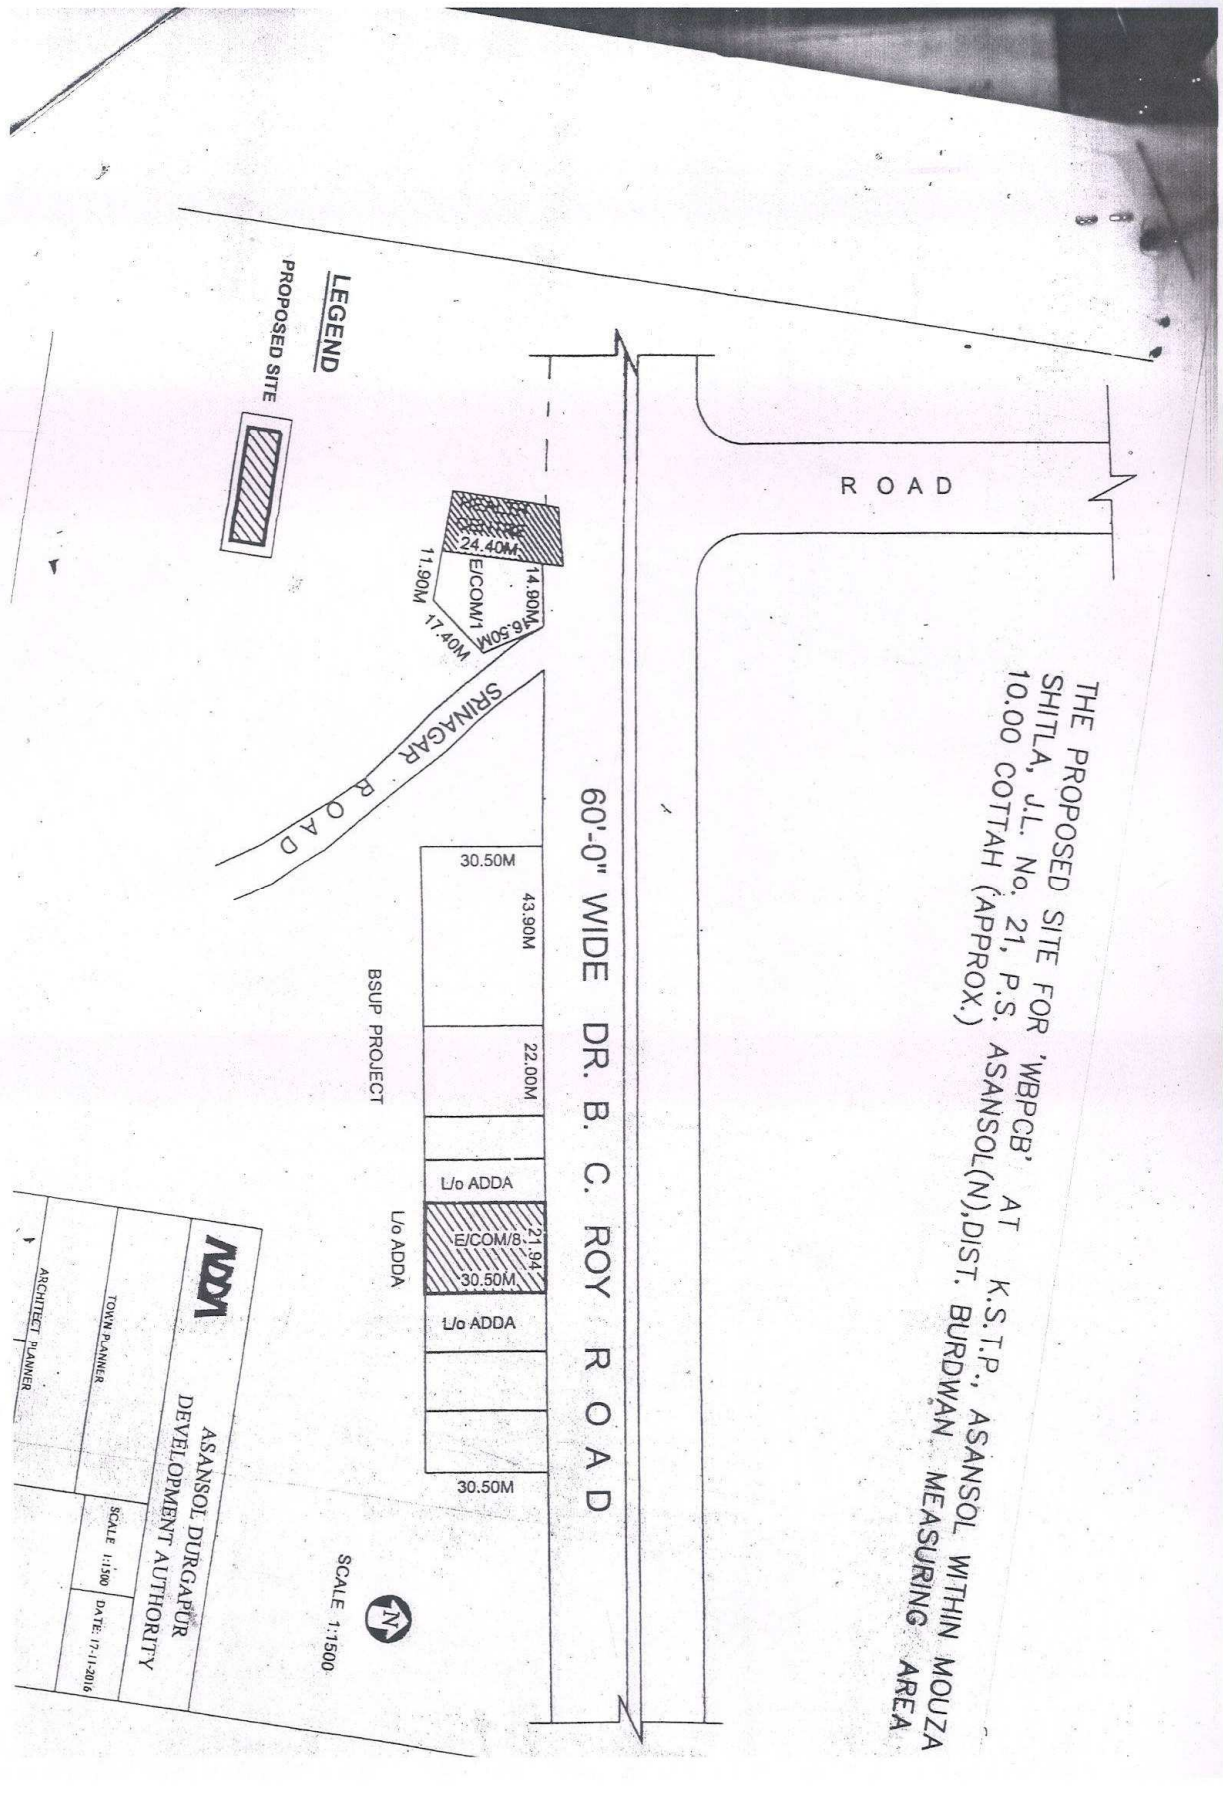 THE PROPOSED SITE FOR 'WBPCB' AT K.S.T.P., ASANSOL WITHIN MOUZA
SHITLA, J.L. No. 21, P.S. ASANSOL(N),DIST. BURDWAN. MEASURING AREA
10.00 COTTAH (APPROX.)
ROAD
60'-0" WIDE DR. B. C. ROY ROAD
HEALTH
CENTRE
24.40M
14.90M
E/COM/1
16.50M
11.90M
17.40M
SRINAGAR ROAD
30.50M
43.90M
22.00M
L/o ADDA
21.94
E/COM/8
30.50M
L/o ADDA
30.50M
BSUP PROJECT
L/o ADDA
LEGEND
PROPOSED SITE
N
SCALE 1:1500
ADDA
ASANSOL DURGAPUR
DEVELOPMENT AUTHORITY
TOWN PLANNER
SCALE 1:1500
DATE: 17-11-2016
ARCHITECT PLANNER